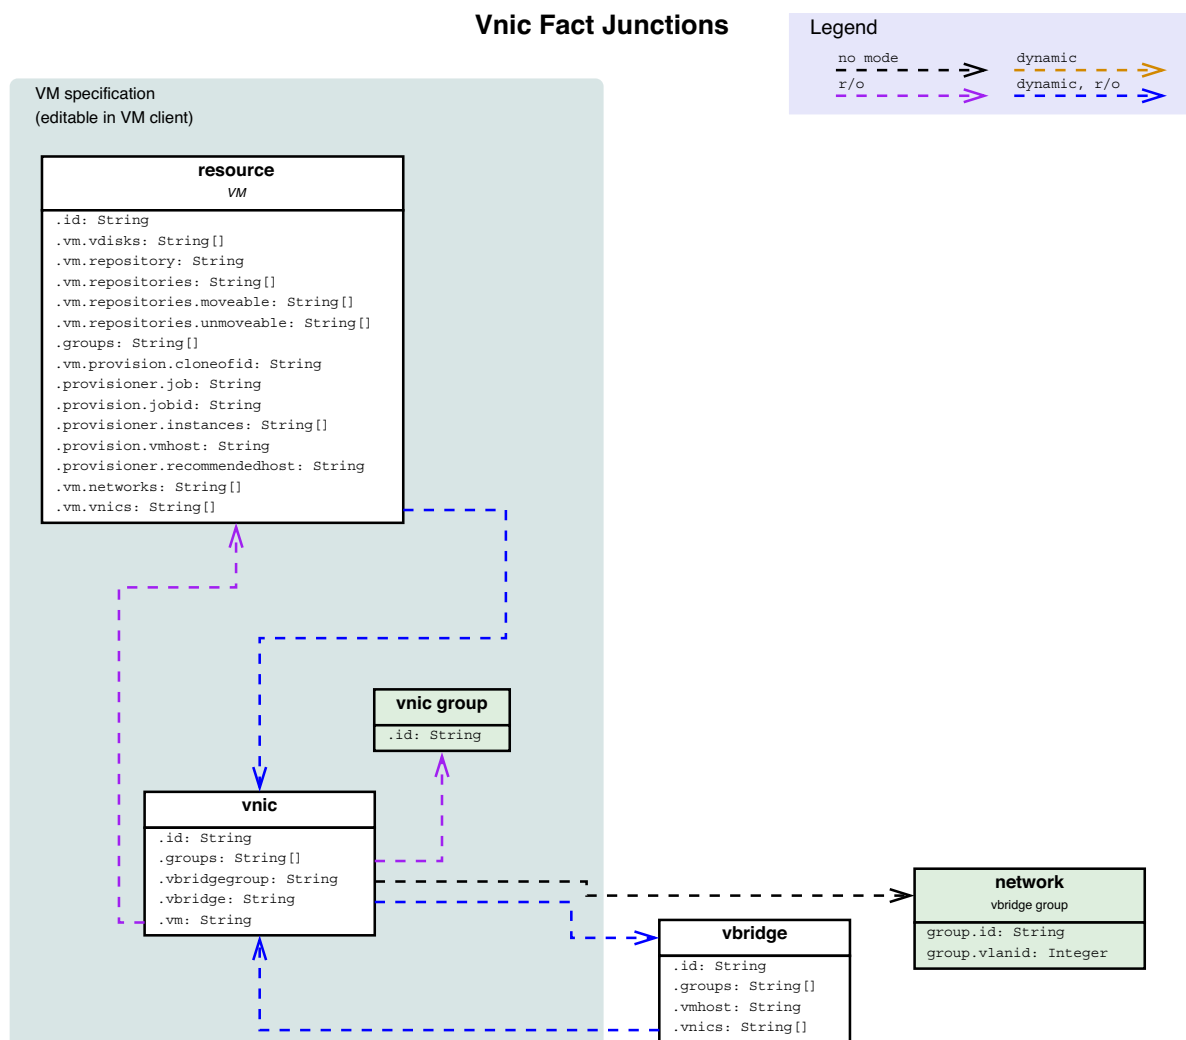 Vnic Fact Junctions
Legend
no mode
dynamic
r/o
dynamic, r/o
VM specification
(editable in VM client)
resource
VM
.id: String
.vm.vdisks: String[]
.vm.repository: String
.vm.repositories: String[]
.vm.repositories.moveable: String[]
.vm.repositories.unmoveable: String[]
.groups: String[]
.vm.provision.cloneofid: String
.provisioner.job: String
.provision.jobid: String
.provisioner.instances: String[]
.provision.vmhost: String
.provisioner.recommendedhost: String
.vm.networks: String[]
.vm.vnics: String[]
vnic group
.id: String
vnic
.id: String
.groups: String[]
.vbridgegroup: String
.vbridge: String
.vm: String
network
vbridge group
group.id: String
group.vlanid: Integer
vbridge
.id: String
.groups: String[]
.vmhost: String
.vnics: String[]